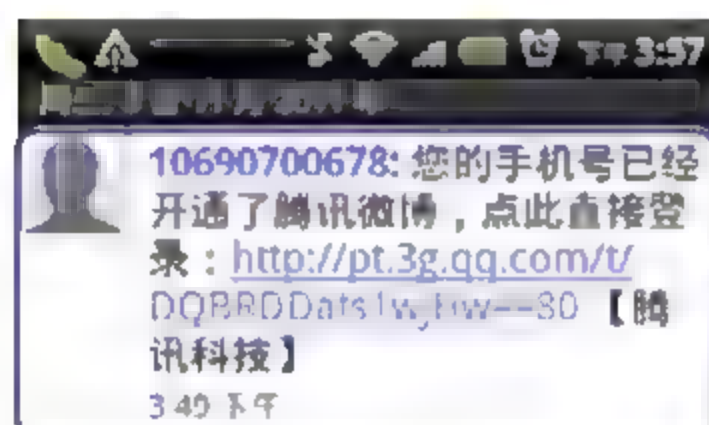 下午 3:57
10690700678: 您的手机号已经
开通了腾讯微博，点此直接登
录：http://pt.3g.qq.com/t/
【腾
讯科技】
3:49 下午